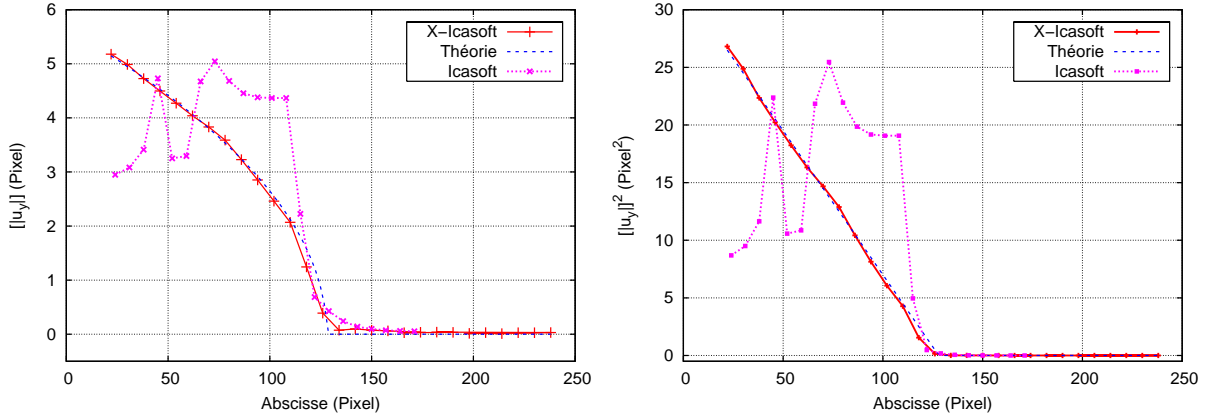 6
5
4
3
2
1
0
0
50
100
150
200
250
[|u_y|] (Pixel)
Abscisse (Pixel)
X−Icasoft
Théorie
Icasoft
30
25
20
15
10
5
0
0
50
100
150
200
250
[|u_y|]² (Pixel²)
Abscisse (Pixel)
X−Icasoft
Théorie
Icasoft